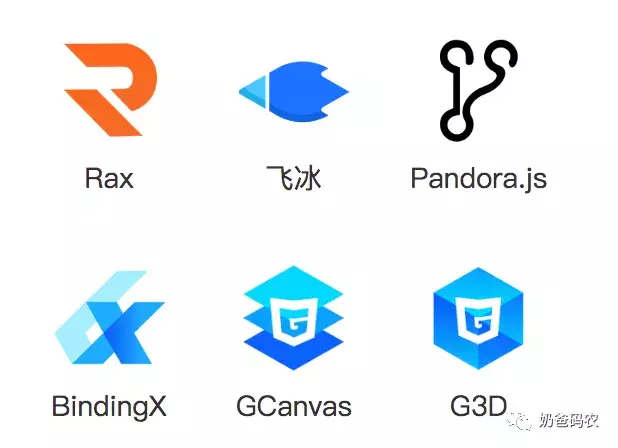 Rax
飞冰
Pandora.js
BindingX
G
GCanvas
G
G3D
奶爸码农